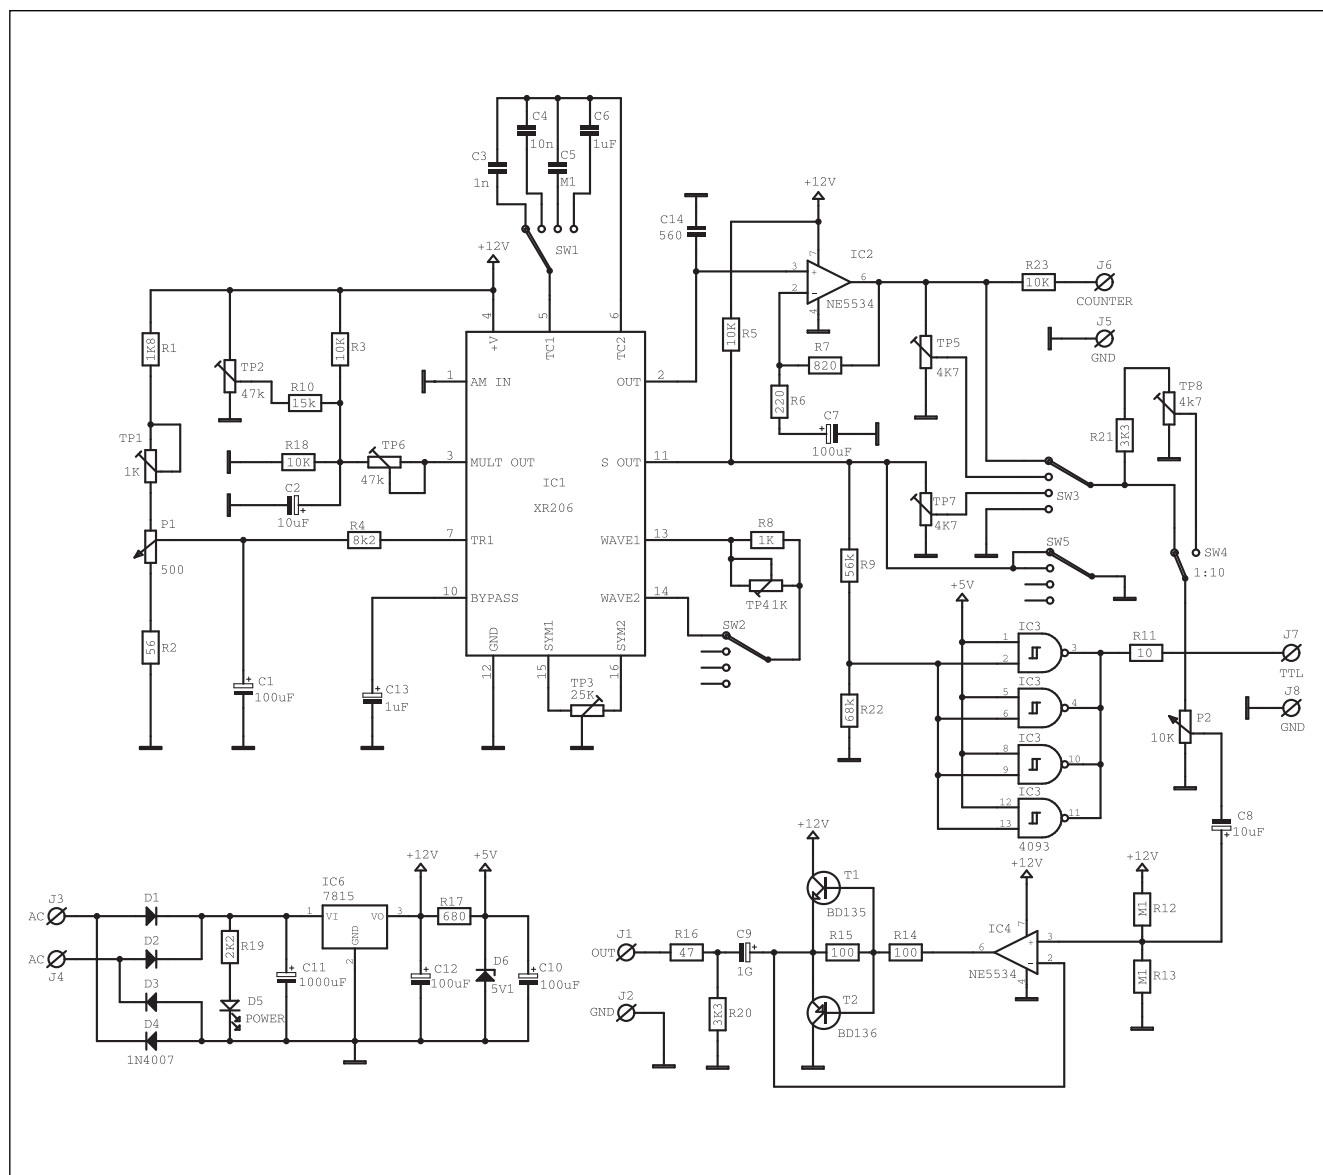 C4
C6
10n
1uF
C3
C5
1n
M1
+12V
SW1
+12V
C14
560
IC2
7
3
+
6
2
−
4
NE5534
R23
10K
J6
COUNTER
J5
GND
1K8
R1
TP2
47k
10K
R3
R10
15k
4
5
6
+V
TC1
TC2
1
AM IN
OUT
2
10K
R5
R7
820
220
R6
C7
+
100uF
TP5
4K7
TP8
4k7
R21
3K3
TP1
1K
R18
10K
TP6
47k
3
MULT OUT
S OUT
11
C2
+
10uF
IC1
XR206
TP7
4K7
SW3
P1
500
R4
8k2
7
TR1
WAVE1
13
R8
1K
TP41K
56k
R9
SW5
+5V
SW4
1:10
10
BYPASS
WAVE2
14
SW2
56
R2
GND
SYM1
SYM2
12
15
16
TP3
25K
+
C1
100uF
+
C13
1uF
68k
R22
IC3
1
2
3
IC3
5
6
4
IC3
8
9
10
IC3
12
13
11
4093
R11
10
J7
TTL
J8
GND
P2
10K
C8
+
10uF
+12V
+12V
+12V
+12V
+5V
J3
AC
AC
J4
D1
D2
D3
D4
1N4007
2K2
R19
D5
POWER
+
C11
1000uF
IC6
7815
1
VI
VO
3
GND
2
R17
680
+
C12
100uF
D6
5V1
+
C10
100uF
J1
OUT
J2
GND
R16
47
C9
+
1G
3K3
R20
T1
BD135
R15
100
R14
100
T2
BD136
IC4
7
6
+
3
−
2
4
NE5534
M1
R12
M1
R13